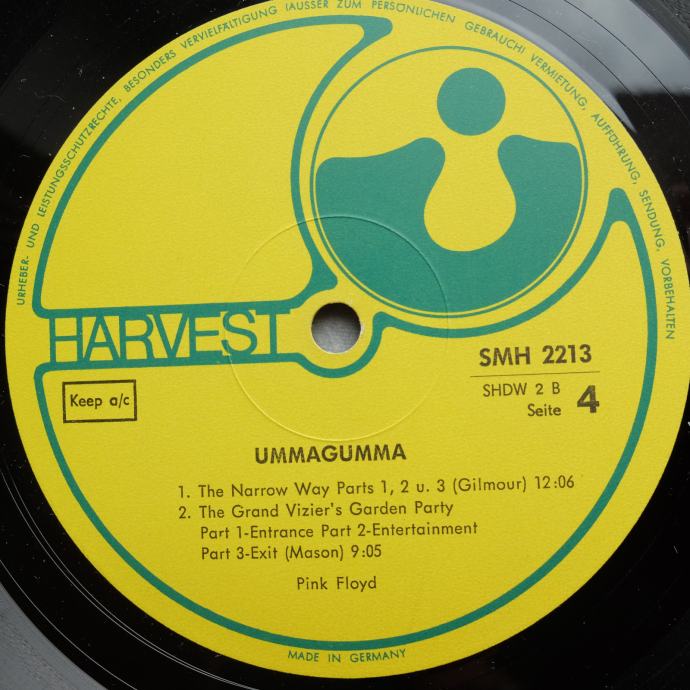 URHEBER- UND LEISTUNGSSCHUTZRECHTE, BESONDERS VERVIELFÄLTIGUNG (AUSSER ZUM PERSÖNLICHEN GEBRAUCH) VERMIETUNG, AUFFÜHRUNG, SENDUNG, VORBEHALTEN
HARVEST
SMH 2213
Keep a/c
SHDW 2 B
Seite 4
UMMAGUMMA
1. The Narrow Way Parts 1, 2 u. 3 (Gilmour) 12:06
2. The Grand Vizier's Garden Party
Part 1-Entrance Part 2-Entertainment
Part 3-Exit (Mason) 9:05
Pink Floyd
MADE IN GERMANY